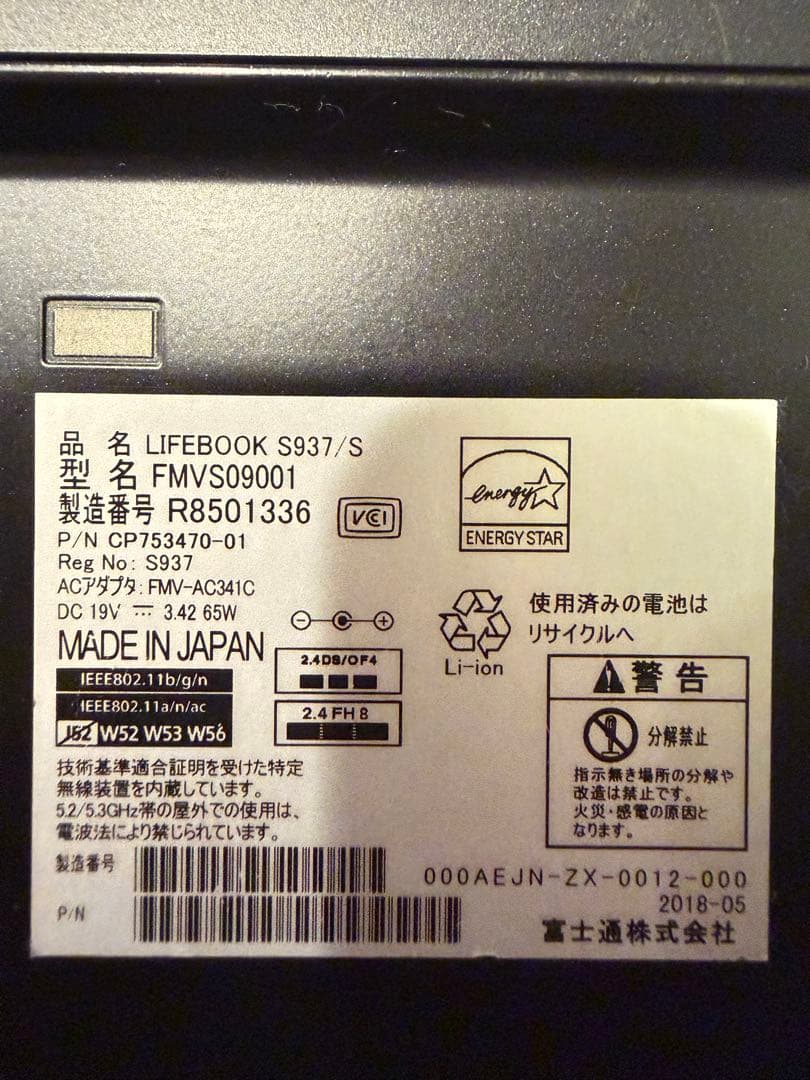 品 名 LIFEBOOK S937/S
型 名 FMVS09001
製造番号 R8501336
VCI
P/N CP753470-01
Reg No: S937
ACアダプタ: FMV-AC341C
DC 19V 3.42 65W
MADE IN JAPAN
IEEE802.11b/g/n
IEEE802.11a/n/ac
J52 W52 W53 W56
2.4DS/OF4
2.4FH8
技術基準適合証明を受けた特定
無線装置を内蔵しています。
5.2/5.3GHz帯の屋外での使用は、
電波法により禁じられています。
製造番号
P/N
energy
ENERGY STAR
使用済みの電池は
リサイクルへ
Li-ion
警告
分解禁止
指示無き場所の分解や
改造は禁止です。
火災・感電の原因と
なります。
000AEJN-ZX-0012-000
2018-05
富士通株式会社